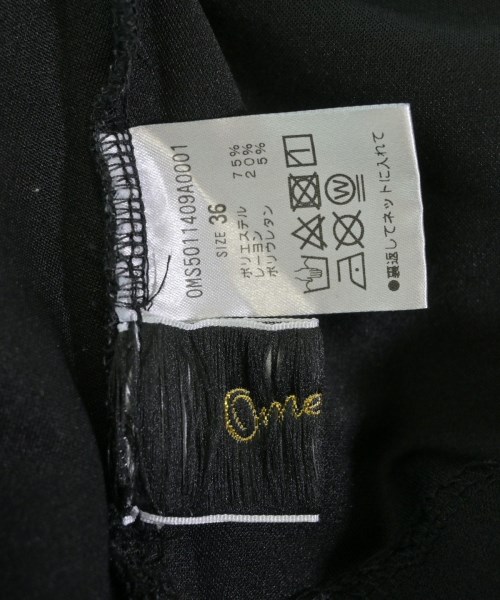 OMS5011409A0001
SIZE 36
ポリエステル 75%
レーヨン 20%
ポリウレタン 5%
W
●裏返してネットに入れて
Ome